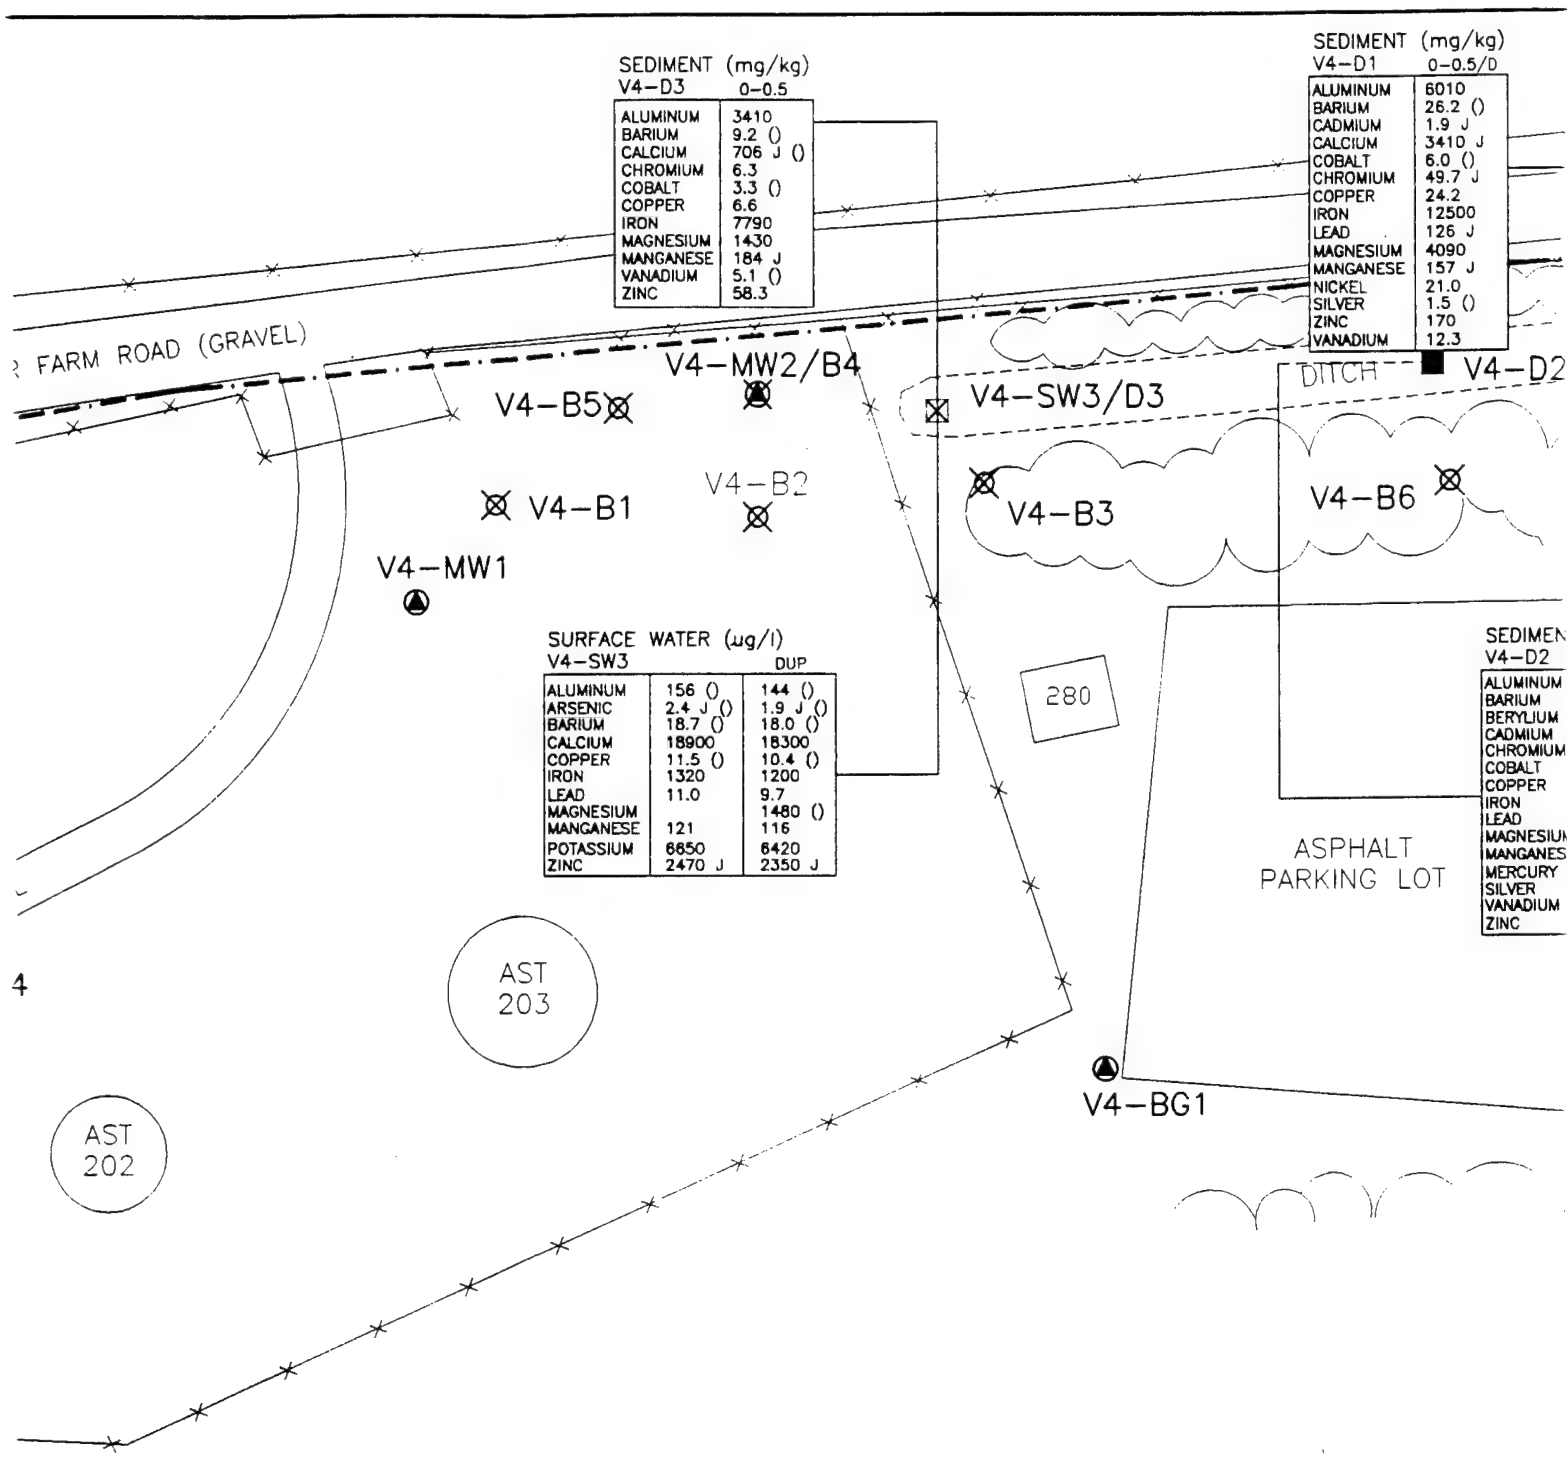 SEDIMENT (mg/kg)
V4-D3 0-0.5
ALUMINUM 3410
BARIUM 9.2 ()
CALCIUM 706 J ()
CHROMIUM 6.3
COBALT 3.3 ()
COPPER 6.6
IRON 7790
MAGNESIUM 1430
MANGANESE 184 J
VANADIUM 5.1 ()
ZINC 58.3
SEDIMENT (mg/kg)
V4-D1 0-0.5/D
ALUMINUM 6010
BARIUM 26.2 ()
CADMIUM 1.9 J
CALCIUM 3410 J
COBALT 6.0 ()
CHROMIUM 49.7 J
COPPER 24.2
IRON 12500
LEAD 126 J
MAGNESIUM 4090
MANGANESE 157 J
NICKEL 21.0
SILVER 1.5 ()
ZINC 170
VANADIUM 12.3
R FARM ROAD (GRAVEL)
V4-MW2/B4
V4-B5
V4-SW3/D3
DITCH
V4-D2
V4-B2
V4-B1
V4-B3
V4-B6
V4-MW1
SURFACE WATER (ug/l)
V4-SW3 DUP
ALUMINUM 156 () 144 ()
ARSENIC 2.4 J () 1.9 J ()
BARIUM 18.7 () 18.0 ()
CALCIUM 18900 18300
COPPER 11.5 () 10.4 ()
IRON 1320 1200
LEAD 11.0 9.7
MAGNESIUM 1480 ()
MANGANESE 121 116
POTASSIUM 6650 6420
ZINC 2470 J 2350 J
280
SEDIMEN
V4-D2
ALUMINUM
BARIUM
BERYLIUM
CADMIUM
CHROMIUM
COBALT
COPPER
IRON
LEAD
MAGNESIUM
MANGANES
MERCURY
SILVER
VANADIUM
ZINC
ASPHALT
PARKING LOT
AST
203
4
V4-BG1
AST
202